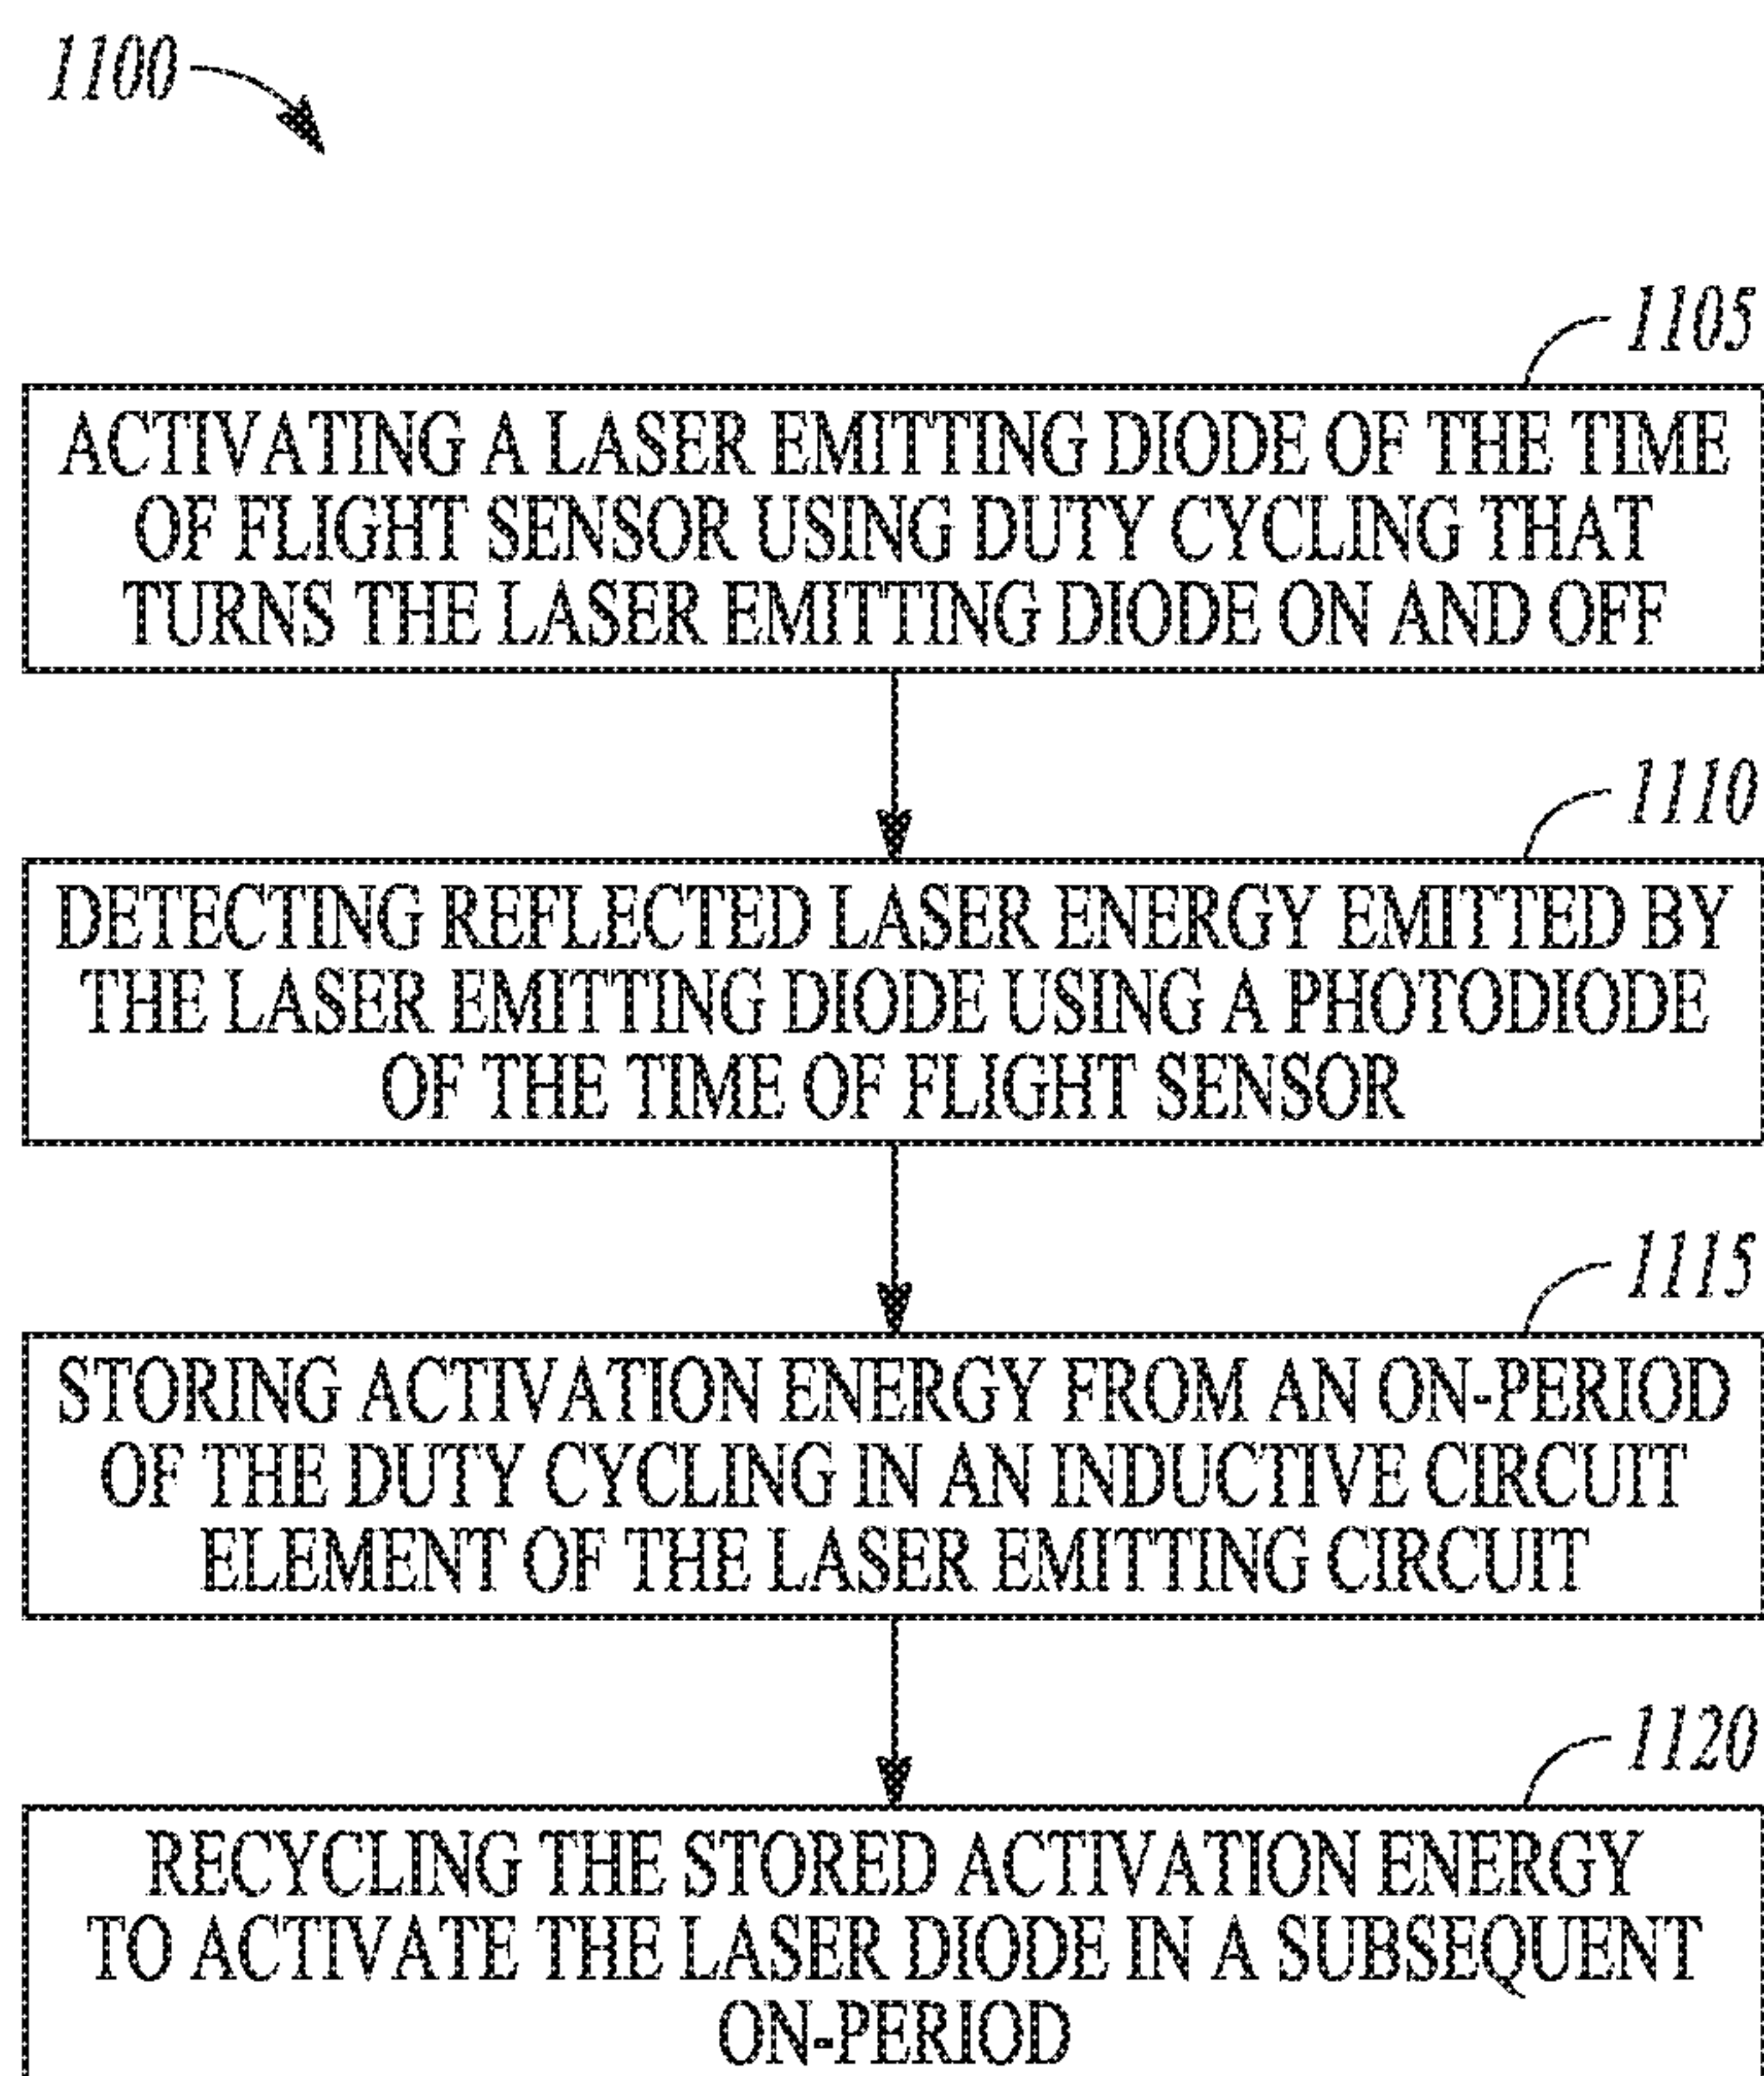 1100
1105
ACTIVATING A LASER EMITTING DIODE OF THE TIME
OF FLIGHT SENSOR USING DUTY CYCLING THAT
TURNS THE LASER EMITTING DIODE ON AND OFF
1110
DETECTING REFLECTED LASER ENERGY EMITTED BY
THE LASER EMITTING DIODE USING A PHOTODIODE
OF THE TIME OF FLIGHT SENSOR
1115
STORING ACTIVATION ENERGY FROM AN ON-PERIOD
OF THE DUTY CYCLING IN AN INDUCTIVE CIRCUIT
ELEMENT OF THE LASER EMITTING CIRCUIT
1120
RECYCLING THE STORED ACTIVATION ENERGY
TO ACTIVATE THE LASER DIODE IN A SUBSEQUENT
ON-PERIOD